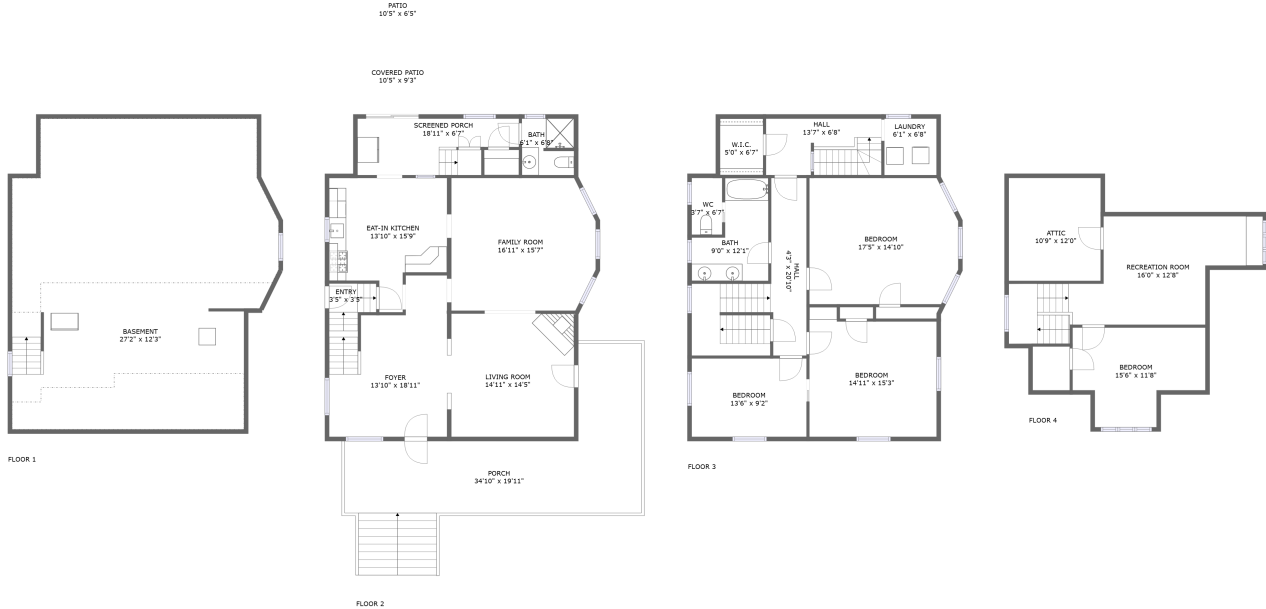 PATIO
10'5" x 6'5"
COVERED PATIO
10'5" x 9'3"
SCREENED PORCH
18'11" x 6'7"
BATH
6'1" x 6'8"
EAT-IN KITCHEN
13'10" x 15'9"
FAMILY ROOM
16'11" x 15'7"
ENTRY
3'5" x 3'5"
FOYER
13'10" x 18'11"
LIVING ROOM
14'11" x 14'5"
PORCH
34'10" x 19'11"
FLOOR 2
BASEMENT
27'2" x 12'3"
FLOOR 1
HALL
13'7" x 6'8"
LAUNDRY
6'1" x 6'8"
W.I.C.
5'0" x 6'7"
WC
3'7" x 6'7"
BATH
9'0" x 12'1"
HALL
4'3" x 20'10"
BEDROOM
17'5" x 14'10"
BEDROOM
14'11" x 15'3"
BEDROOM
13'6" x 9'2"
FLOOR 3
ATTIC
10'9" x 12'0"
RECREATION ROOM
16'0" x 12'8"
BEDROOM
15'6" x 11'8"
FLOOR 4